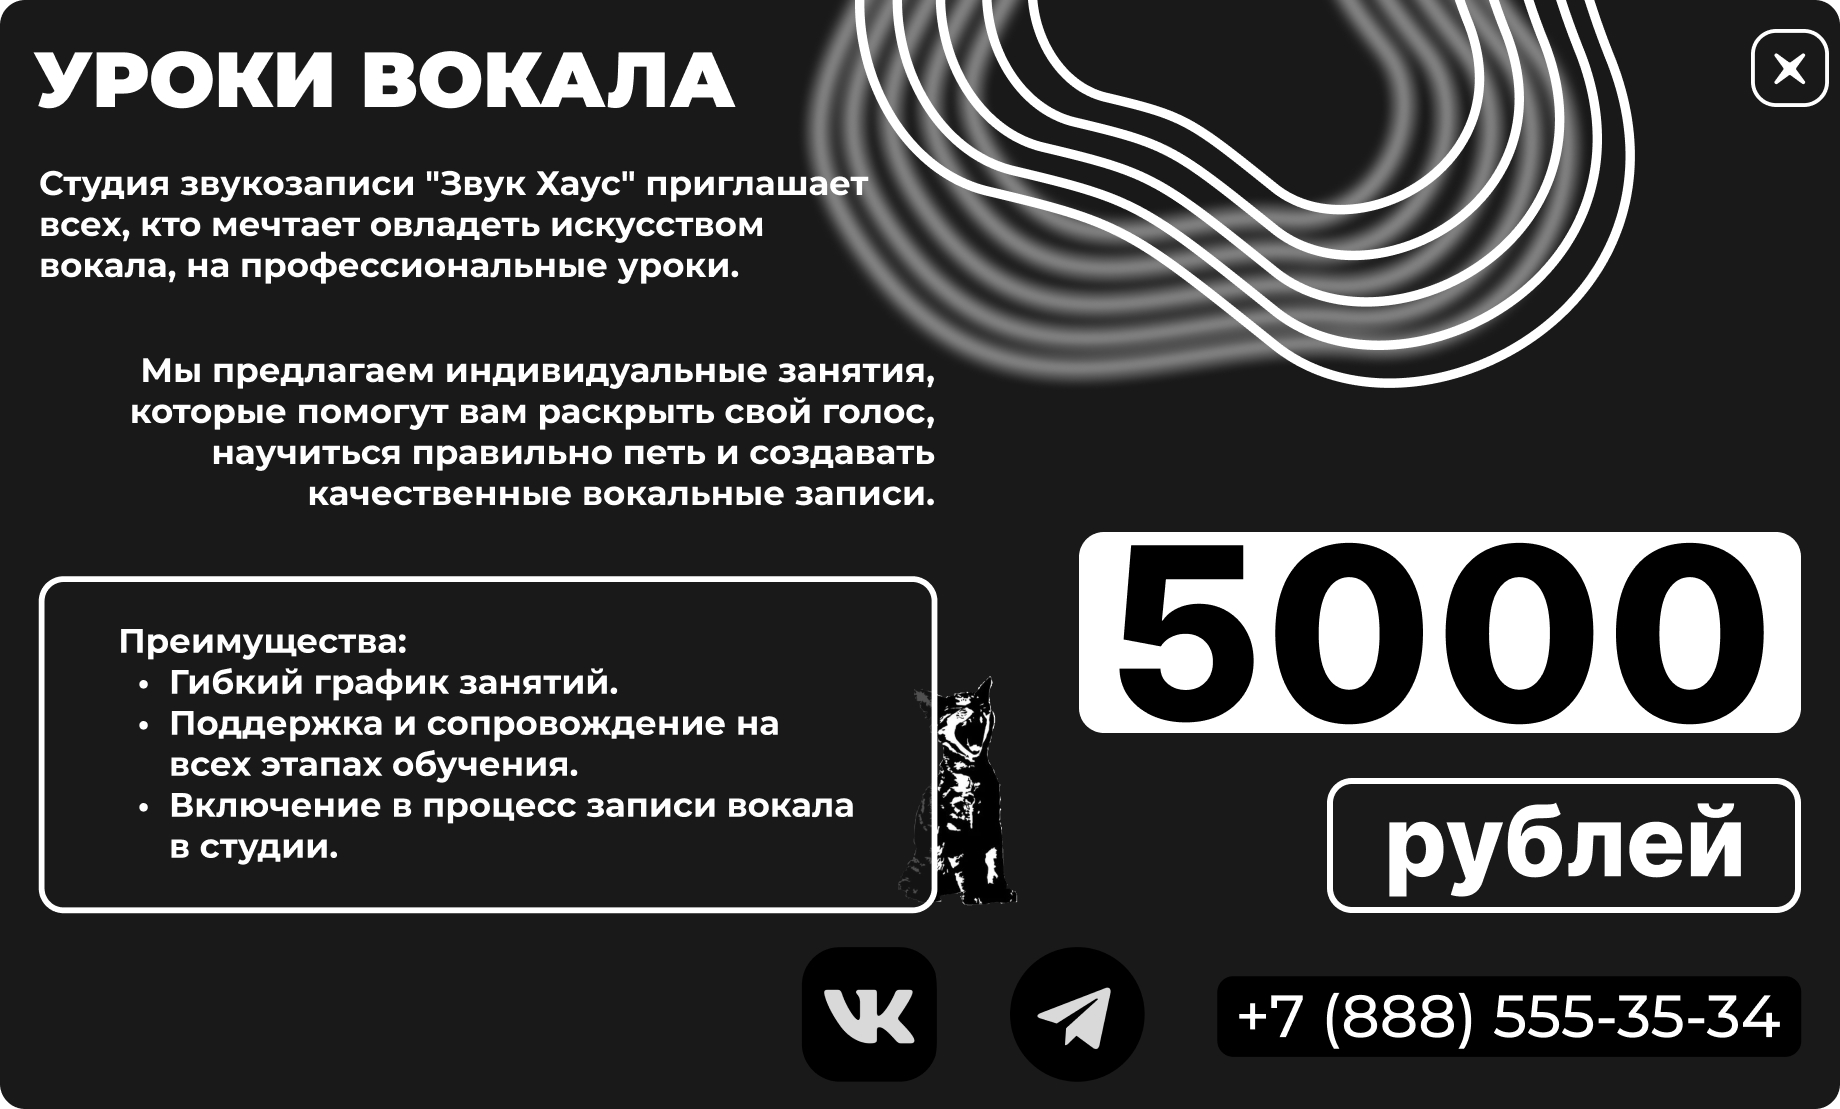 УРОКИ ВОКАЛА
Студия звукозаписи "Звук Хаус" приглашает
всех, кто мечтает овладеть искусством
вокала, на профессиональные уроки.
Мы предлагаем индивидуальные занятия,
которые помогут вам раскрыть свой голос,
научиться правильно петь и создавать
качественные вокальные записи.
Преимущества:
• Гибкий график занятий.
• Поддержка и сопровождение на
всех этапах обучения.
• Включение в процесс записи вокала
в студии.
5000
рублей
VK
+7 (888) 555-35-34